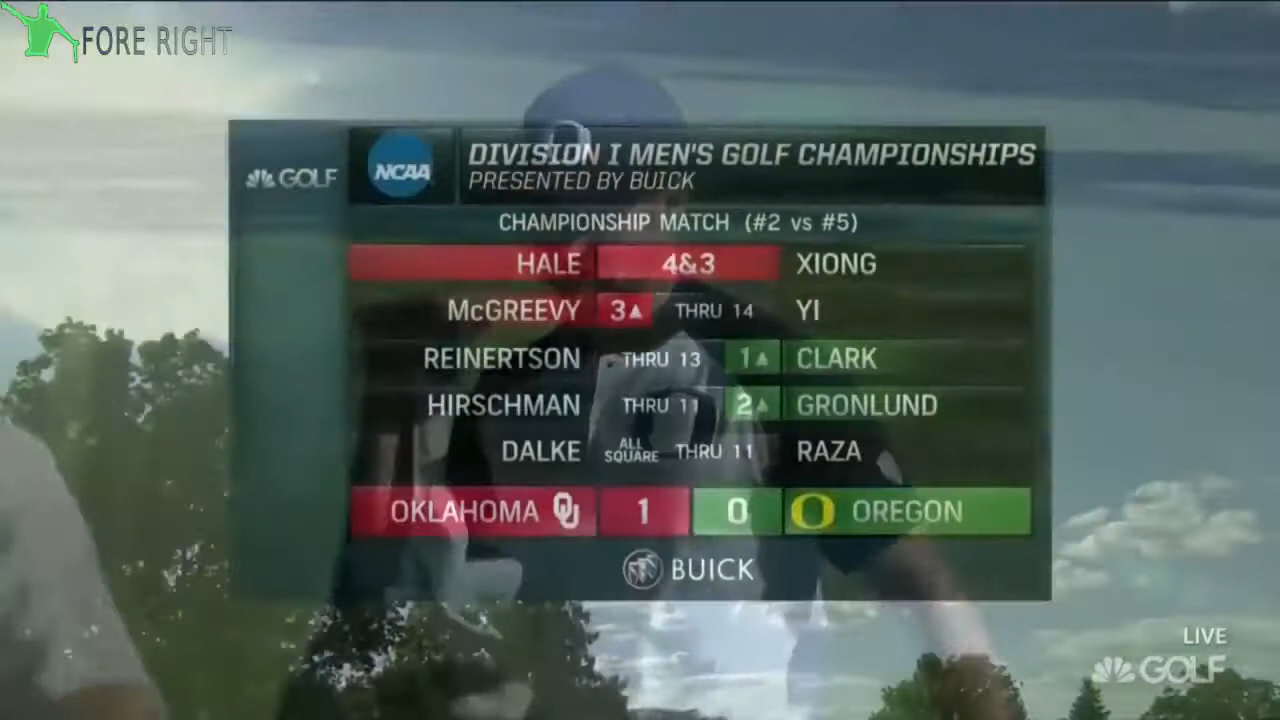 FORE RIGHT
GOLF
NCAA
DIVISION I MEN'S GOLF CHAMPIONSHIPS
PRESENTED BY BUICK
CHAMPIONSHIP MATCH (#2 vs #5)
HALE 4&3 XIONG
McGREEVY 3▲ THRU 14 YI
REINERTSON THRU 13 1▲ CLARK
HIRSCHMAN THRU 11 2▲ GRONLUND
DALKE ALL SQUARE THRU 11 RAZA
OKLAHOMA OU 1 0 O OREGON
BUICK
LIVE
GOLF